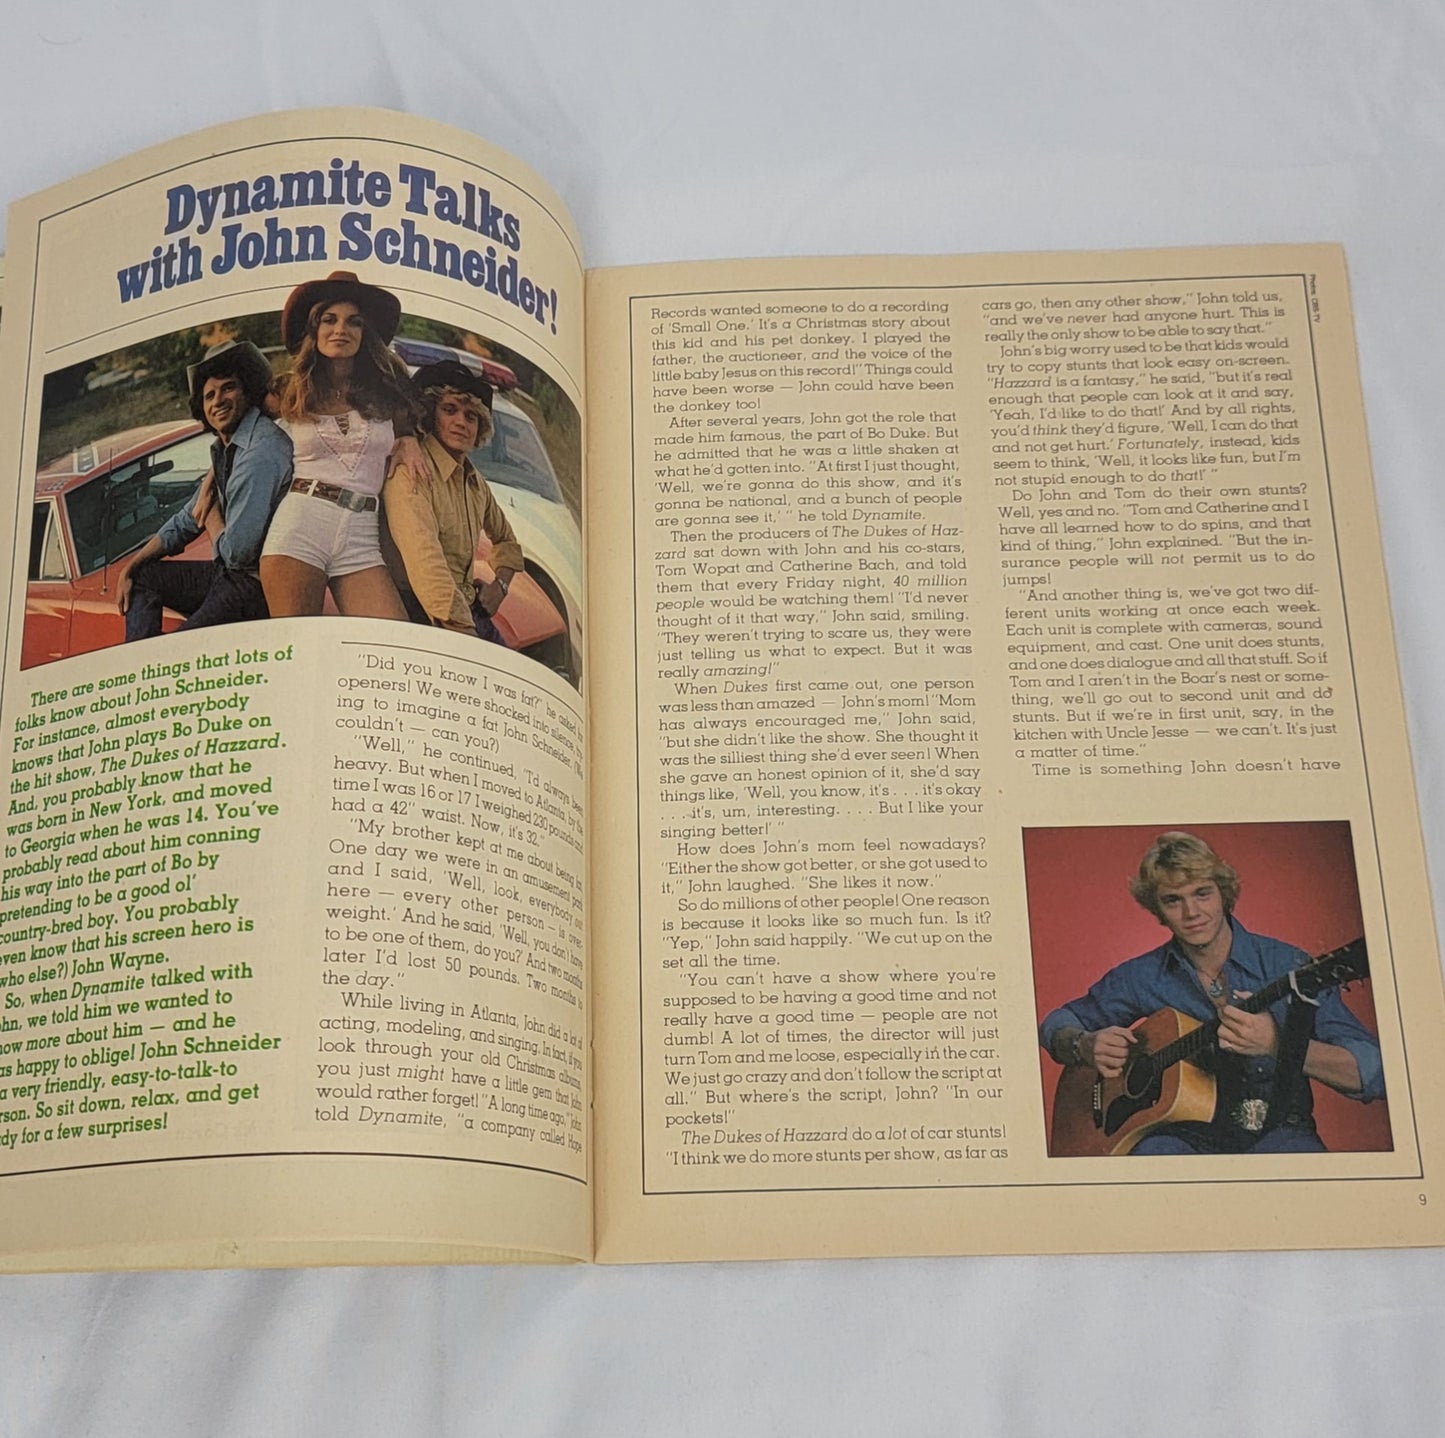 Dynamite Talks
with John Schneider!
There are some things that lots of
folks know about John Schneider.
For instance, almost everybody
knows that John plays Bo Duke on
the hit show, The Dukes of Hazzard.
And, you probably know that he
was born in New York, and moved
to Georgia when he was 14. You've
probably read about him conning
his way into the part of Bo by
pretending to be a good ol'
country-bred boy. You probably
even know that his screen hero is
who else?) John Wayne.
So, when Dynamite talked with
ohn, we told him we wanted to
now more about him — and he
as happy to oblige! John Schneider
a very friendly, easy-to-talk-to
rson. So sit down, relax, and get
dy for a few surprises!
"Did you know I was fat?" he asked for
openers! We were shocked into silence, try-
ing to imagine a fat John Schneider. (We
couldn't — can you?)
"Well," he continued, "I'd always been
heavy. But when I moved to Atlanta, by the
time I was 16 or 17 I weighed 230 pounds and
had a 42" waist. Now, it's 32."
"My brother kept at me about being fat.
One day we were in an amusement park
and I said, 'Well, look, everybody out
here — every other person — is over-
weight.' And he said, 'Well, you don't have
to be one of them, do you?' And two months
later I'd lost 50 pounds. Two months to
the day."
While living in Atlanta, John did a lot of
acting, modeling, and singing. In fact, if you
look through your old Christmas albums,
you just might have a little gem that John
would rather forget! "A long time ago," John
told Dynamite, "a company called Hope
Records wanted someone to do a recording
of 'Small One.' It's a Christmas story about
this kid and his pet donkey. I played the
father, the auctioneer, and the voice of the
little baby Jesus on this record!" Things could
have been worse — John could have been
the donkey too!
After several years, John got the role that
made him famous, the part of Bo Duke. But
he admitted that he was a little shaken at
what he'd gotten into. "At first I just thought,
'Well, we're gonna do this show, and it's
gonna be national, and a bunch of people
are gonna see it,' " he told Dynamite.
Then the producers of The Dukes of Haz-
zard sat down with John and his co-stars,
Tom Wopat and Catherine Bach, and told
them that every Friday night, 40 million
people would be watching them! "I'd never
thought of it that way," John said, smiling.
"They weren't trying to scare us, they were
just telling us what to expect. But it was
really amazing!"
When Dukes first came out, one person
was less than amazed — John's mom! "Mom
has always encouraged me," John said,
"but she didn't like the show. She thought it
was the silliest thing she'd ever seen! When
she gave an honest opinion of it, she'd say
things like, 'Well, you know, it's . . . it's okay
. . . it's, um, interesting. . . . But I like your
singing better!' "
How does John's mom feel nowadays?
"Either the show got better, or she got used to
it," John laughed. "She likes it now."
So do millions of other people! One reason
is because it looks like so much fun. Is it?
"Yep," John said happily. "We cut up on the
set all the time.
"You can't have a show where you're
supposed to be having a good time and not
really have a good time — people are not
dumb! A lot of times, the director will just
turn Tom and me loose, especially in the car.
We just go crazy and don't follow the script at
all." But where's the script, John? "In our
pockets!"
The Dukes of Hazzard do a lot of car stunts!
"I think we do more stunts per show, as far as
cars go, then any other show," John told us,
"and we've never had anyone hurt. This is
really the only show to be able to say that."
John's big worry used to be that kids would
try to copy stunts that look easy on-screen.
"Hazzard is a fantasy," he said, "but it's real
enough that people can look at it and say,
'Yeah, I'd like to do that!' And by all rights,
you'd think they'd figure, 'Well, I can do that
and not get hurt.' Fortunately, instead, kids
seem to think, 'Well, it looks like fun, but I'm
not stupid enough to do that!' "
Do John and Tom do their own stunts?
Well, yes and no. "Tom and Catherine and I
have all learned how to do spins, and that
kind of thing," John explained. "But the in-
surance people will not permit us to do
jumps!
"And another thing is, we've got two dif-
ferent units working at once each week.
Each unit is complete with cameras, sound
equipment, and cast. One unit does stunts,
and one does dialogue and all that stuff. So if
Tom and I aren't in the Boar's nest or some-
thing, we'll go out to second unit and do
stunts. But if we're in first unit, say, in the
kitchen with Uncle Jesse — we can't. It's just
a matter of time."
Time is something John doesn't have
Photos: CBS-TV
9